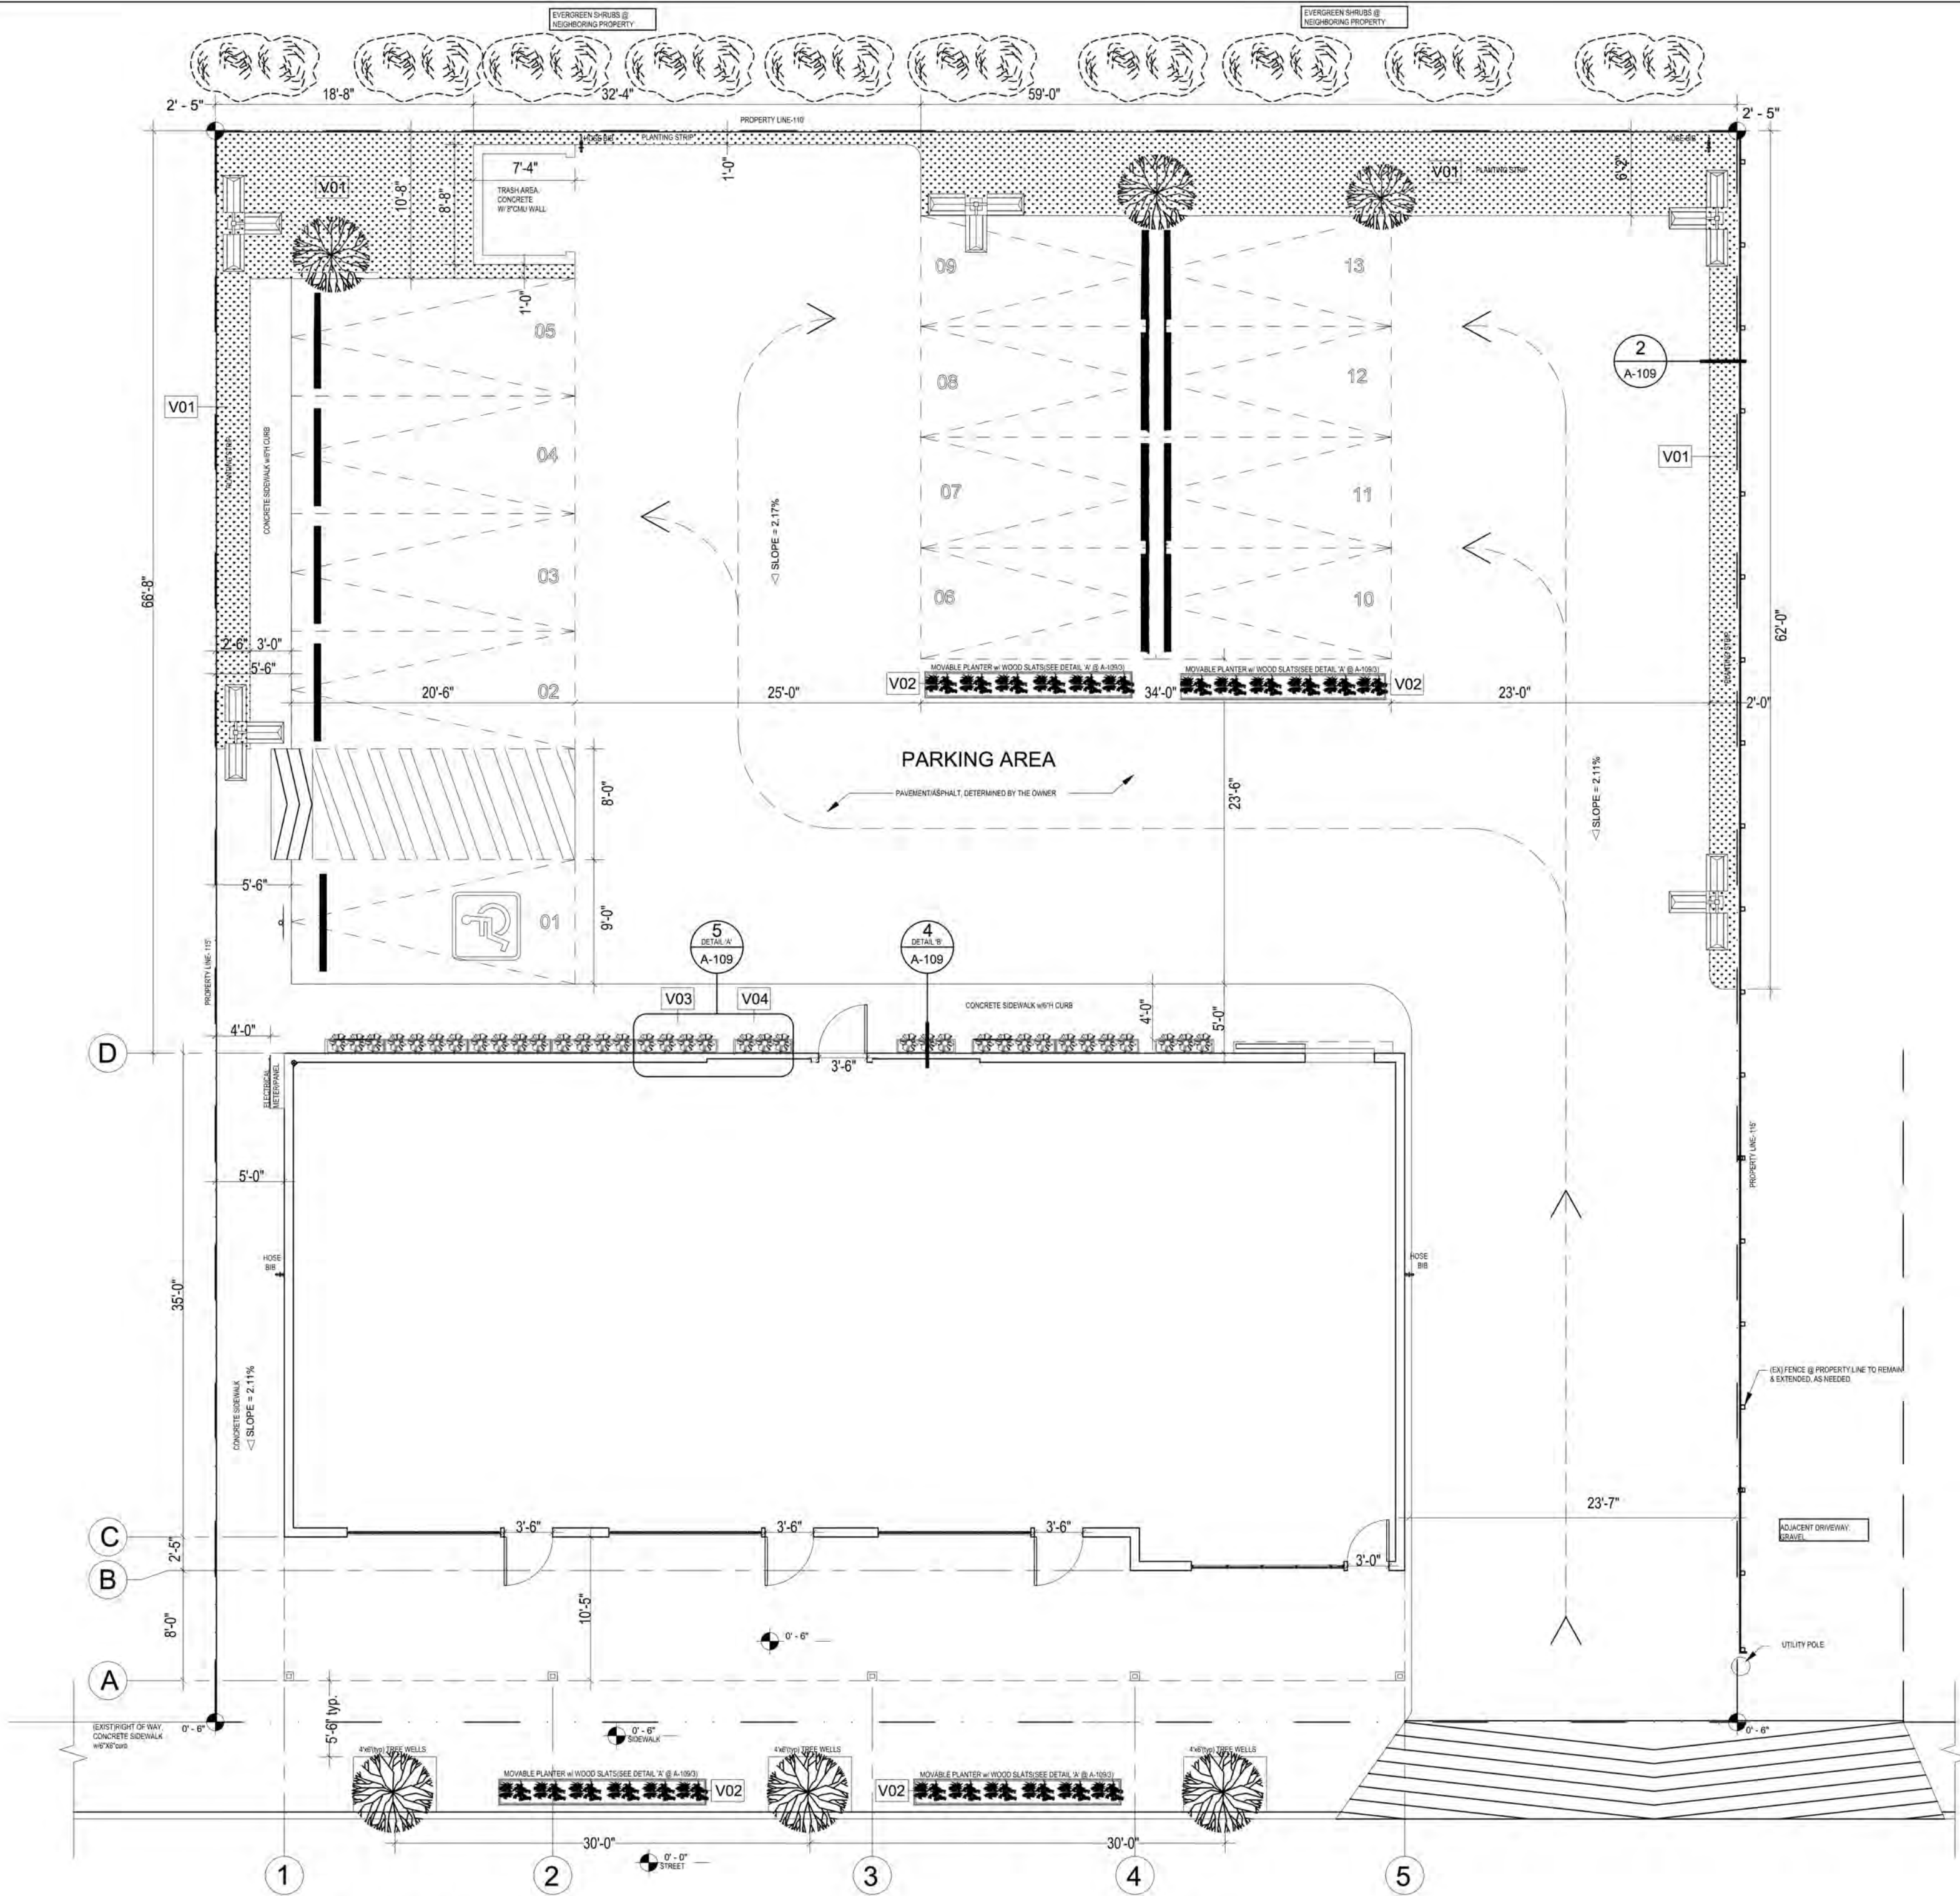 EVERGREEN SHRUBS @
NEIGHBORING PROPERTY
EVERGREEN SHRUBS @
NEIGHBORING PROPERTY
2' - 5"
18'-8"
32'-4"
59'-0"
2' - 5"
PROPERTY LINE-110'
HOSE BIB
PLANTING STRIP
HOSE BIB
7'-4"
TRASH AREA.
CONCRETE
W/ 8"CMU WALL
V01
10'-8"
8'-8"
1'-0"
V01
PLANTING STRIP
6'-2"
1'-0"
09
13
05
2
A-109
08
12
V01
PLANTING STRIP
CONCRETE SIDEWALK w/6"H CURB
04
V01
07
11
SLOPE = 2.17%
66'-8"
03
06
10
62'-0"
2'-6"
3'-0"
5'-6"
02
20'-6"
25'-0"
MOVABLE PLANTER w/ WOOD SLATS(SEE DETAIL 'A' @ A-109/3)
MOVABLE PLANTER w/ WOOD SLATS(SEE DETAIL 'A' @ A-109/3)
V02
34'-0"
V02
23'-0"
2'-0"
PLANTING STRIP
PARKING AREA
PAVEMENT/ASPHALT, DETERMINED BY THE OWNER
8'-0"
23'-6"
SLOPE = 2.11%
5'-6"
01
9'-0"
5
DETAIL 'A'
A-109
4
DETAIL 'B'
A-109
PROPERTY LINE- 115'
V03
V04
CONCRETE SIDEWALK w/6"H CURB
4'-0"
5'-0"
4'-0"
D
3'-6"
ELECTRICAL
METER/PANEL
PROPERTY LINE-115'
5'-0"
HOSE
BIB
HOSE
BIB
35'-0"
CONCRETE SIDEWALK
SLOPE = 2.11%
(EX) FENCE @ PROPERTY LINE TO REMAIN
& EXTENDED, AS NEEDED
23'-7"
C
3'-6"
3'-6"
3'-6"
3'-0"
ADJACENT DRIVEWAY.
GRAVEL
2'-5"
B
10'-5"
8'-0"
0' - 6"
UTILITY POLE
A
5'-6" typ.
(EXIST)RIGHT OF WAY.
CONCRETE SIDEWALK
w/6"X6"curb
0' - 6"
0' - 6"
SIDEWALK
0' - 6"
4'x6'(typ) TREE WELLS
4'x6'(typ) TREE WELLS
4'x6'(typ) TREE WELLS
MOVABLE PLANTER w/ WOOD SLATS(SEE DETAIL 'A' @ A-109/3)
V02
V02
MOVABLE PLANTER w/ WOOD SLATS(SEE DETAIL 'A' @ A-109/3)
30'-0"
30'-0"
0' - 0"
STREET
1
2
3
4
5